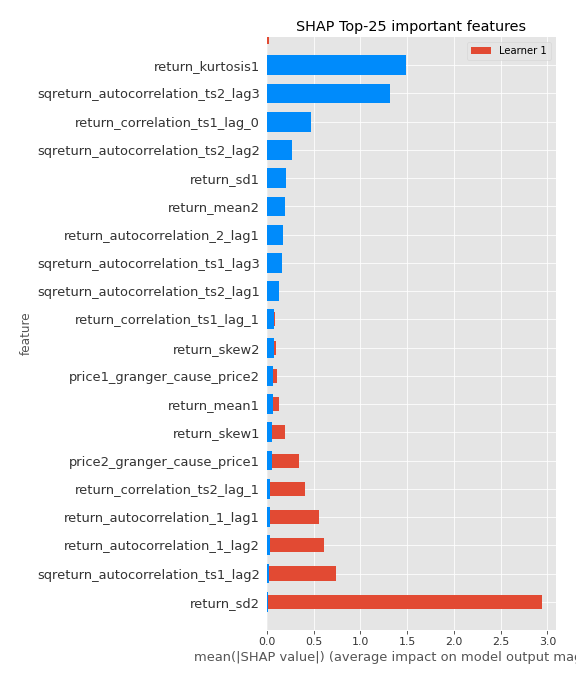 SHAP Top-25 important features
Learner 1
return_kurtosis1
sqreturn_autocorrelation_ts2_lag3
return_correlation_ts1_lag_0
sqreturn_autocorrelation_ts2_lag2
return_sd1
return_mean2
return_autocorrelation_2_lag1
sqreturn_autocorrelation_ts1_lag3
sqreturn_autocorrelation_ts2_lag1
return_correlation_ts1_lag_1
return_skew2
price1_granger_cause_price2
return_mean1
return_skew1
price2_granger_cause_price1
return_correlation_ts2_lag_1
return_autocorrelation_1_lag1
return_autocorrelation_1_lag2
sqreturn_autocorrelation_ts1_lag2
return_sd2
feature
0.0 0.5 1.0 1.5 2.0 2.5 3.0
mean(|SHAP value|) (average impact on model output mag